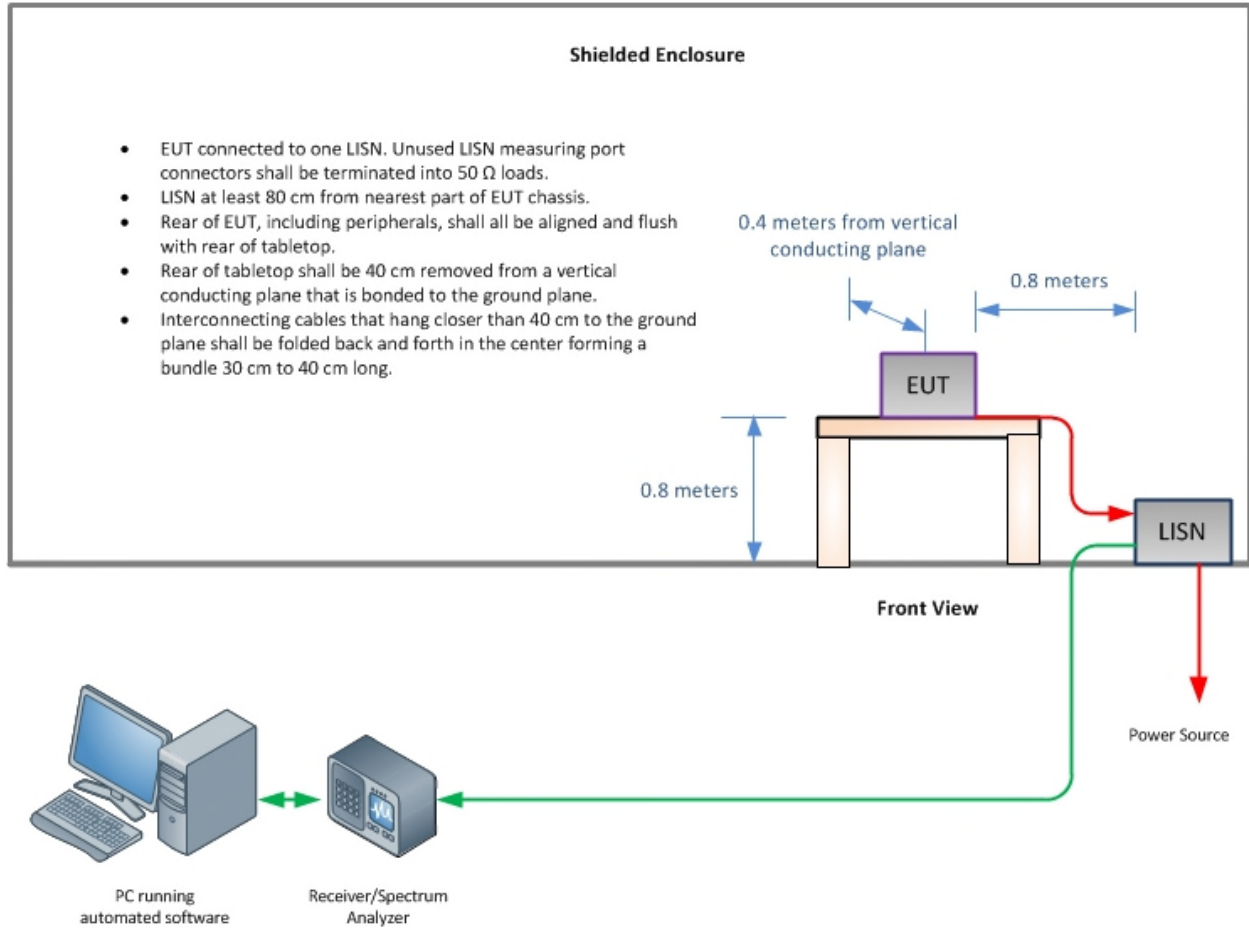 Shielded Enclosure
• EUT connected to one LISN. Unused LISN measuring port
connectors shall be terminated into 50 Ω loads.
• LISN at least 80 cm from nearest part of EUT chassis.
• Rear of EUT, including peripherals, shall all be aligned and flush
with rear of tabletop.
• Rear of tabletop shall be 40 cm removed from a vertical
conducting plane that is bonded to the ground plane.
• Interconnecting cables that hang closer than 40 cm to the ground
plane shall be folded back and forth in the center forming a
bundle 30 cm to 40 cm long.
0.4 meters from vertical
conducting plane
0.8 meters
EUT
0.8 meters
LISN
Front View
Power Source
PC running
automated software
Receiver/Spectrum
Analyzer